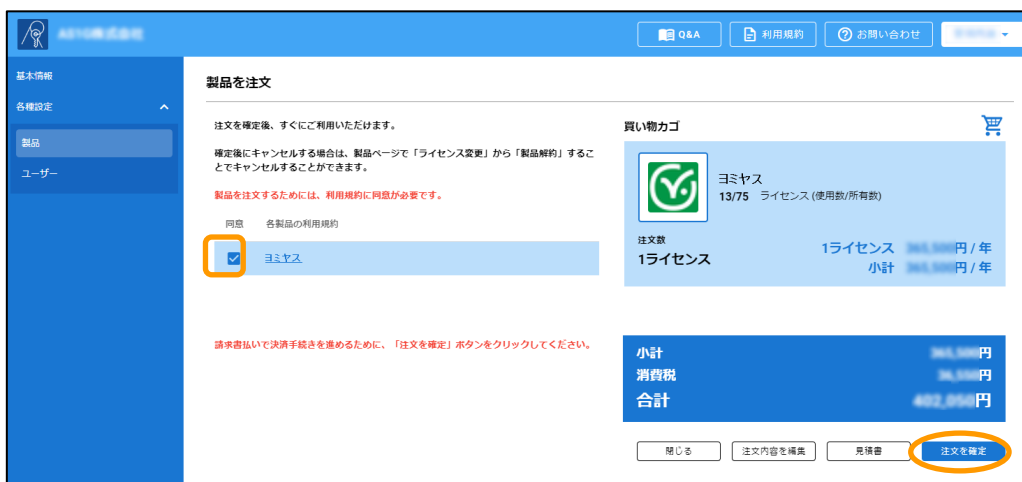 Q&A
利用規約
お問い合わせ
基本情報
各種設定
製品
ユーザー
製品を注文
注文を確定後、すぐにご利用いただけます。
確定後にキャンセルする場合は、製品ページで「ライセンス変更」から「製品解約」するこ
とでキャンセルすることができます。
製品を注文するためには、利用規約に同意が必要です。
同意 各製品の利用規約
ヨミヤス
請求書払いで決済手続きを進めるために、「注文を確定」ボタンをクリックしてください。
買い物カゴ
ヨミヤス
13/75 ライセンス (使用数/所有数)
注文数
1ライセンス
1ライセンス 円 / 年
小計 円 / 年
小計 円
消費税 円
合計 円
閉じる
注文内容を編集
見積書
注文を確定